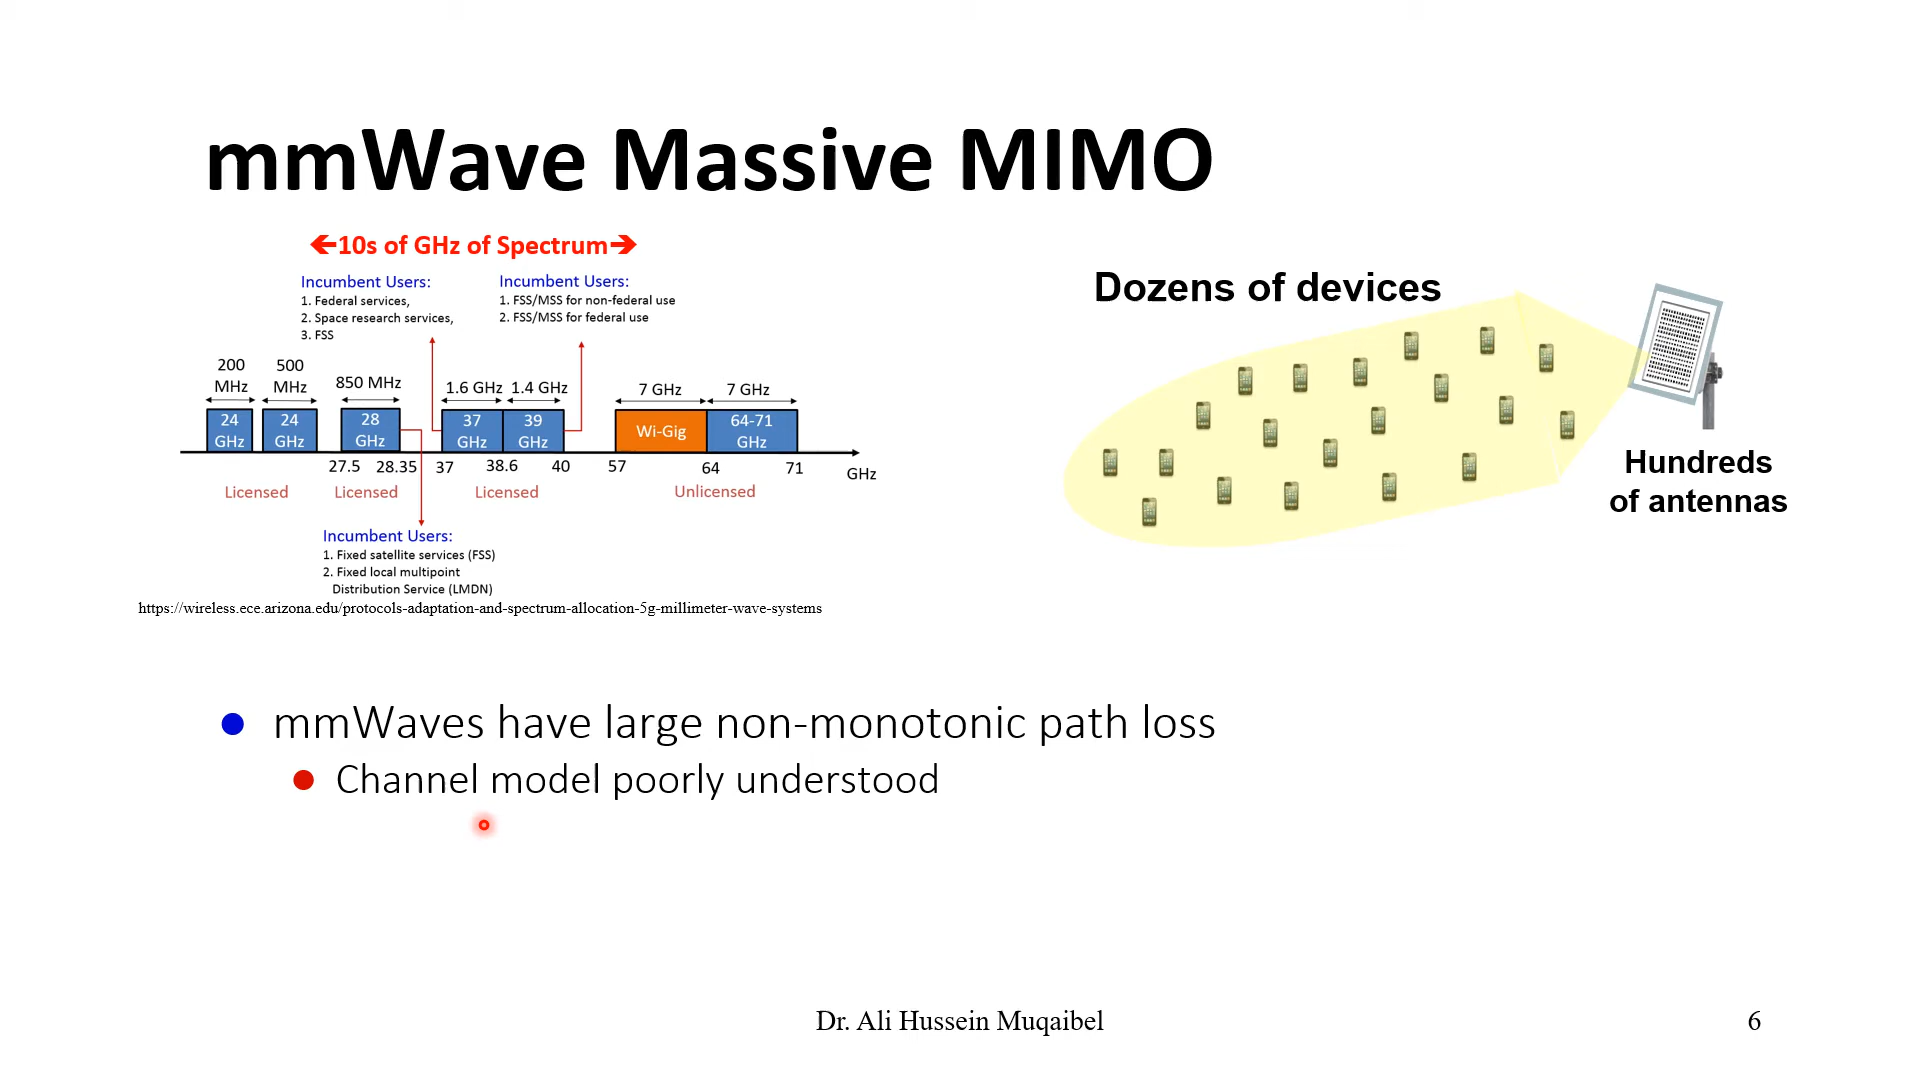 mmWave Massive MIMO
🡸10s of GHz of Spectrum🡺
Incumbent Users:
1. Federal services,
2. Space research services,
3. FSS
Incumbent Users:
1. FSS/MSS for non-federal use
2. FSS/MSS for federal use
200
MHz
500
MHz
850 MHz
1.6 GHz
1.4 GHz
7 GHz
7 GHz
24
GHz
24
GHz
28
GHz
37
GHz
39
GHz
Wi-Gig
64-71
GHz
27.5
28.35
37
38.6
40
57
64
71
GHz
Licensed
Licensed
Licensed
Unlicensed
Incumbent Users:
1. Fixed satellite services (FSS)
2. Fixed local multipoint
Distribution Service (LMDN)
https://wireless.ece.arizona.edu/protocols-adaptation-and-spectrum-allocation-5g-millimeter-wave-systems
Dozens of devices
Hundreds
of antennas
● mmWaves have large non-monotonic path loss
● Channel model poorly understood
Dr. Ali Hussein Muqaibel
6